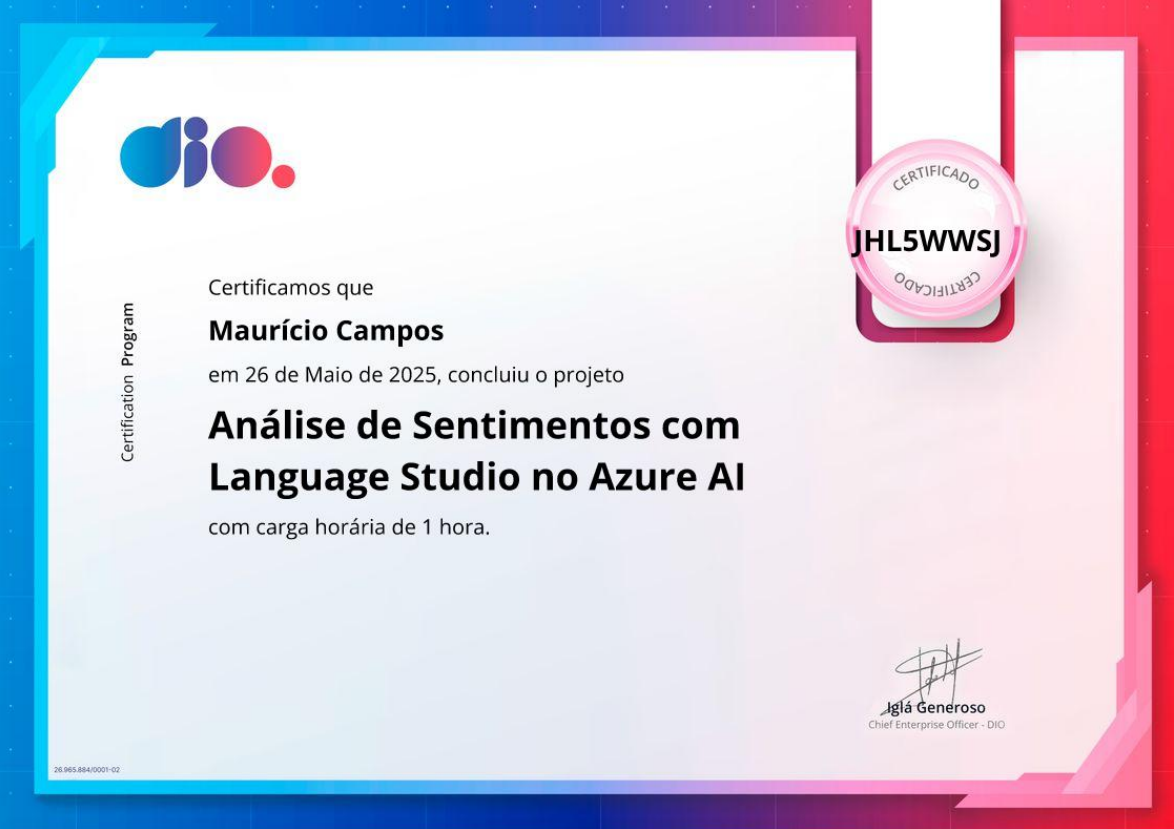 dio.
CERTIFICADO
JHL5WWSJ
CERTIFICADO
Certification Program
Certificamos que
Maurício Campos
em 26 de Maio de 2025, concluiu o projeto
Análise de Sentimentos com
Language Studio no Azure AI
com carga horária de 1 hora.
Iglá Generoso
Chief Enterprise Officer - DIO
26.965.884/0001-02